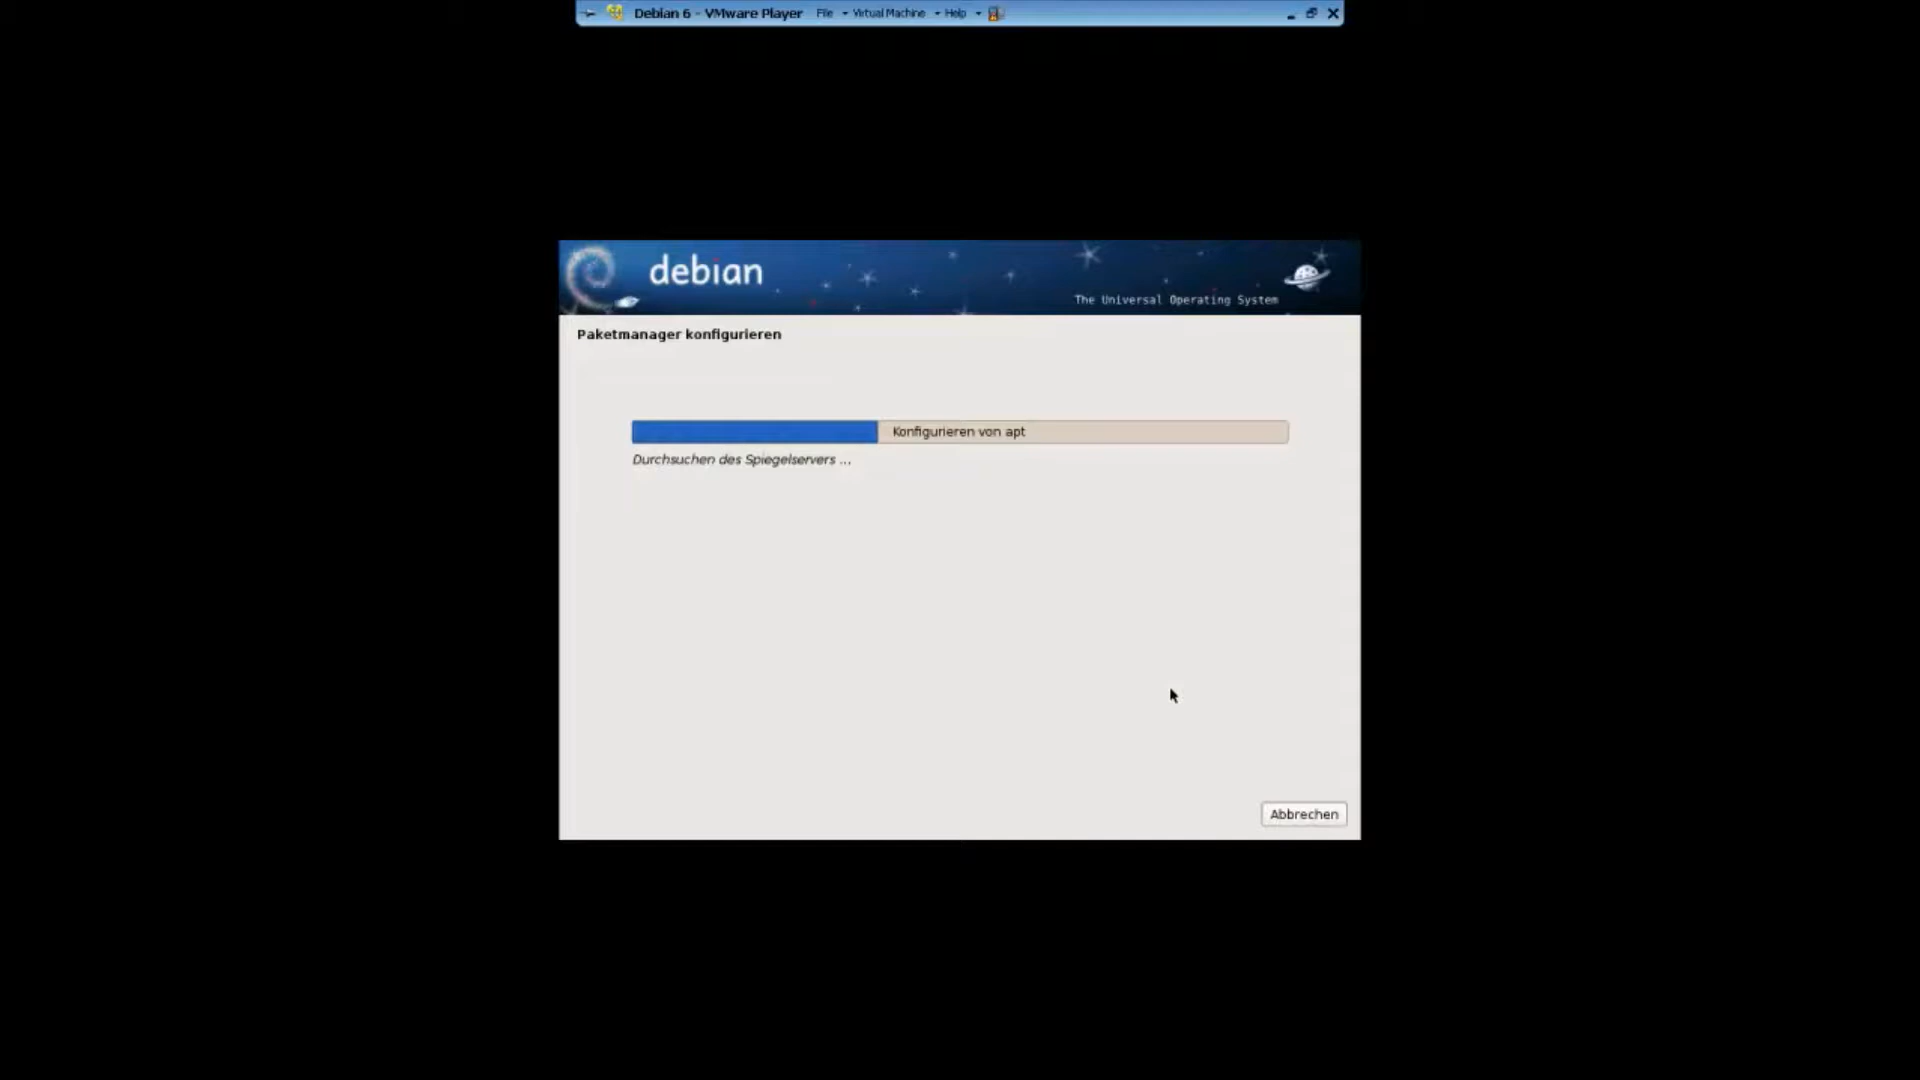 Debian 6 - VMware Player File Virtual Machine Help
debian
The Universal Operating System
Paketmanager konfigurieren
Konfigurieren von apt
Durchsuchen des Spiegelservers ...
Abbrechen